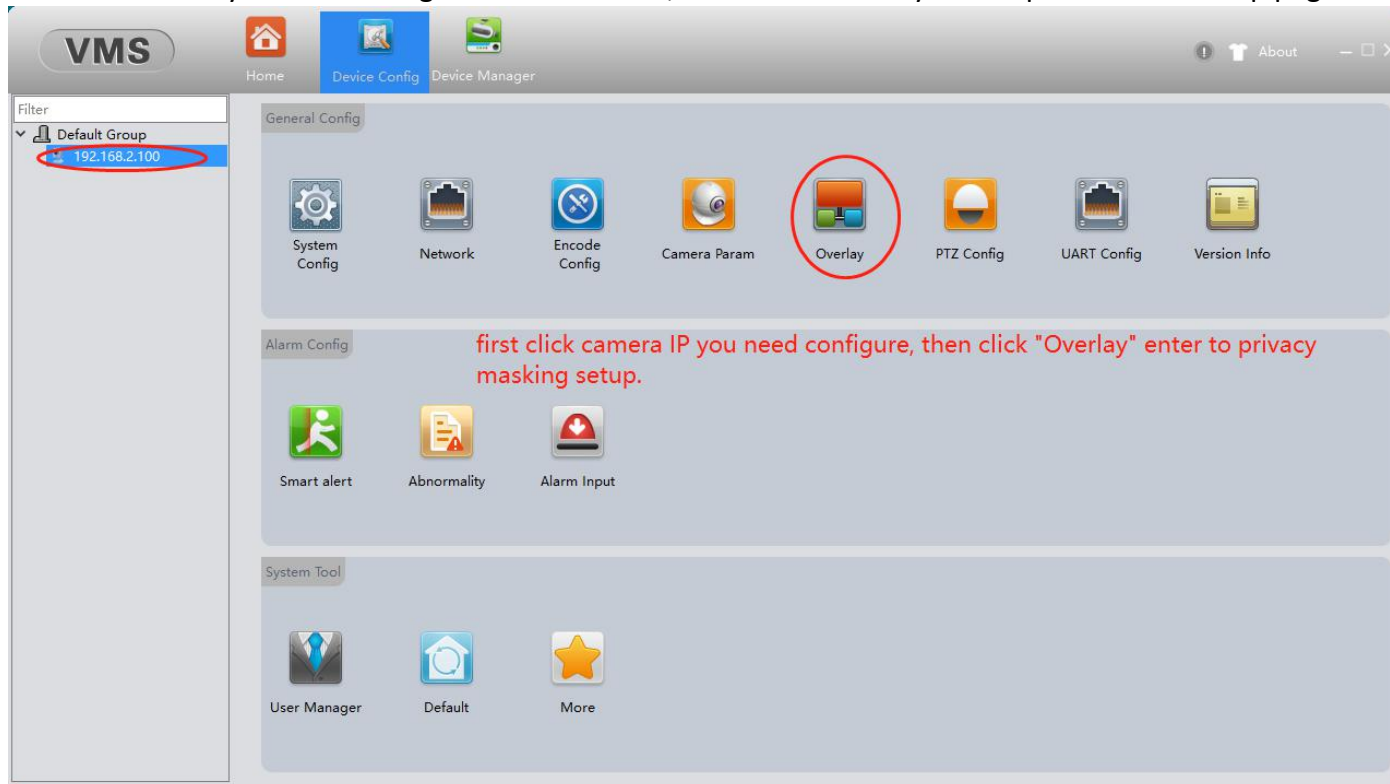 VMS
Home
Device Config
Device Manager
About
Filter
Default Group
192.168.2.100
General Config
System
Config
Network
Encode
Config
Camera Param
Overlay
PTZ Config
UART Config
Version Info
Alarm Config
first click camera IP you need configure, then click "Overlay" enter to privacy
masking setup.
Smart alert
Abnormality
Alarm Input
System Tool
User Manager
Default
More